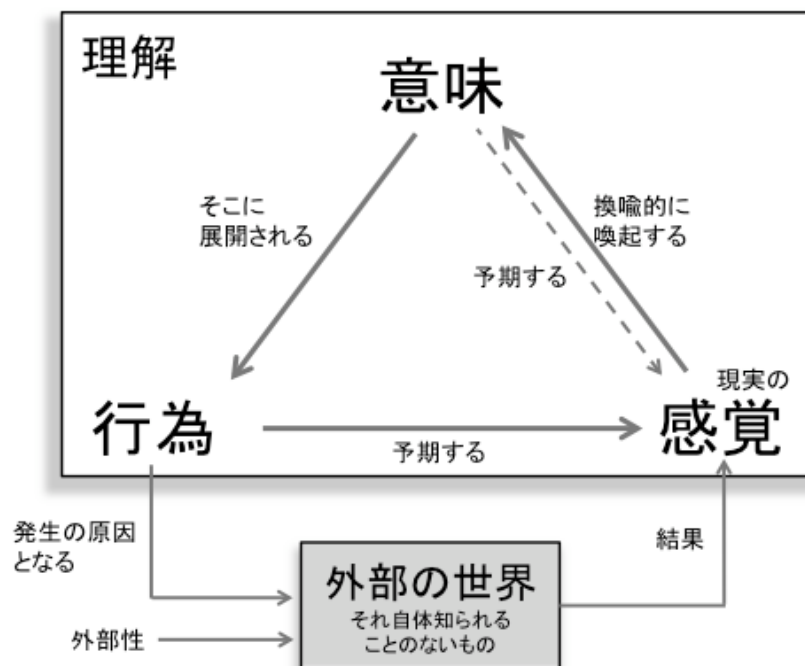 理解
意味
そこに
展開される
換喩的に
喚起する
予期する
現実の
行為
感覚
予期する
発生の原因
となる
結果
外部の世界
それ自体知られる
ことのないもの
外部性